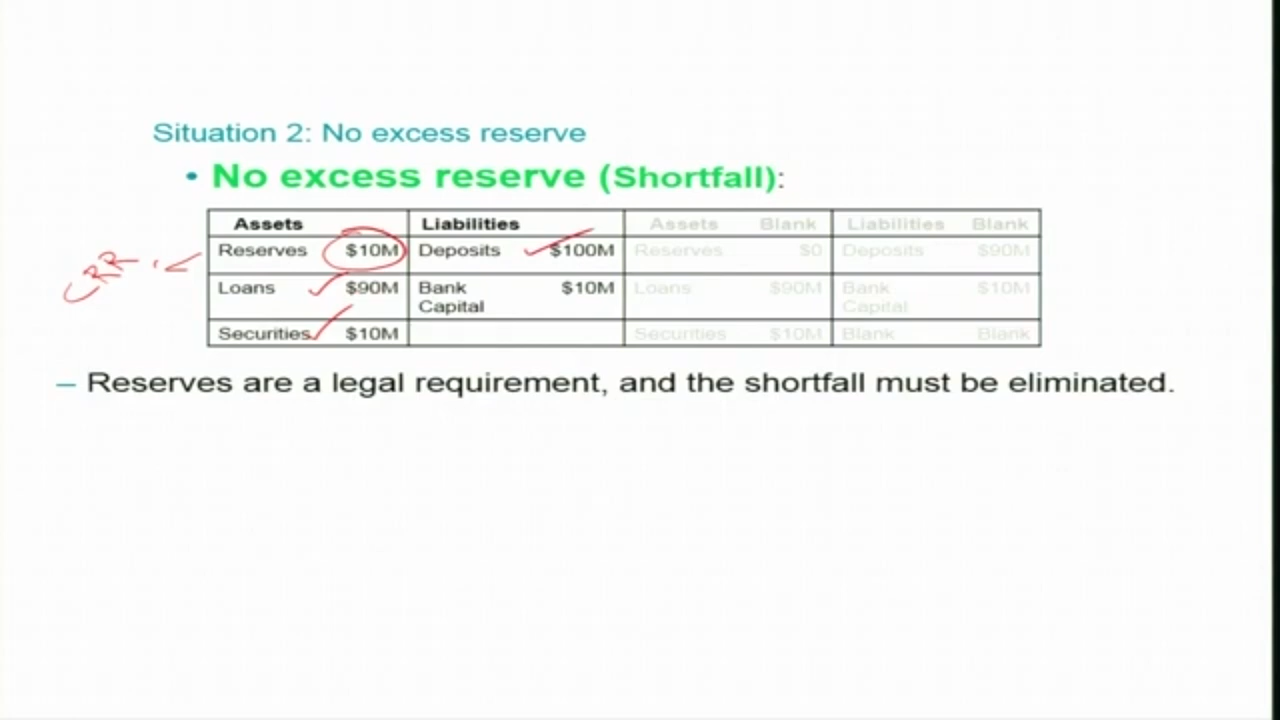 Situation 2: No excess reserve
• No excess reserve (Shortfall):
Assets Liabilities Assets Blank Liabilities Blank
Reserves $10M Deposits $100M Reserves $0 Deposits $90M
Loans $90M Bank Capital $10M Loans $90M Bank Capital $10M
Securities $10M Securities $10M Blank Blank
CRR
– Reserves are a legal requirement, and the shortfall must be eliminated.